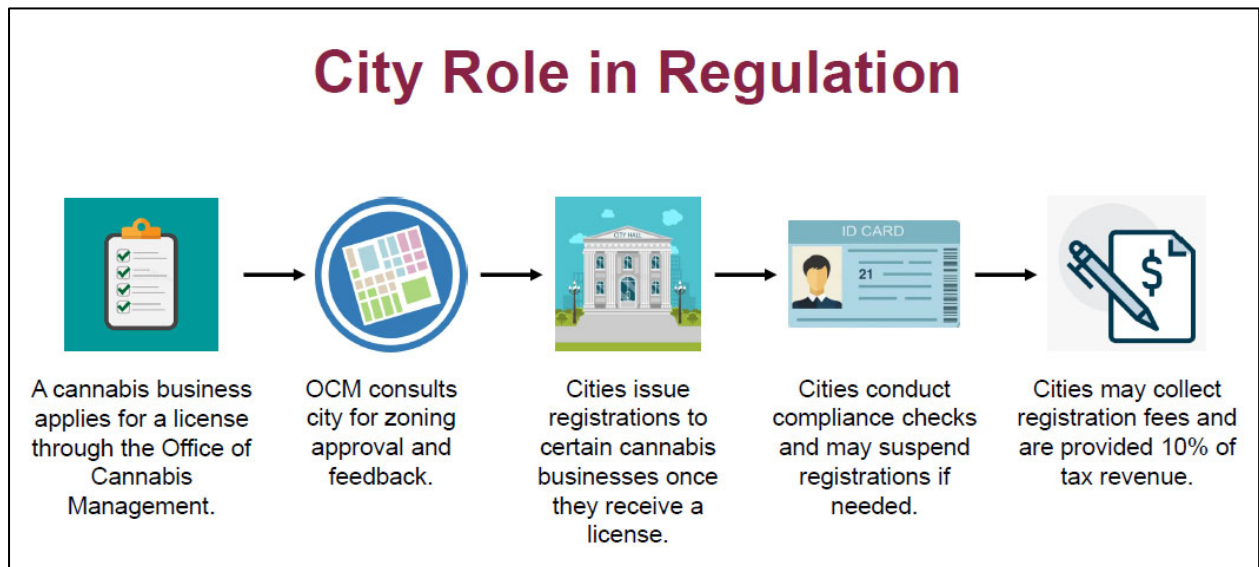 City Role in Regulation
CITY HALL
ID CARD
21
$
A cannabis business
applies for a license
through the Office of
Cannabis
Management.
OCM consults
city for zoning
approval and
feedback.
Cities issue
registrations to
certain cannabis
businesses once
they receive a
license.
Cities conduct
compliance checks
and may suspend
registrations if
needed.
Cities may collect
registration fees and
are provided 10% of
tax revenue.